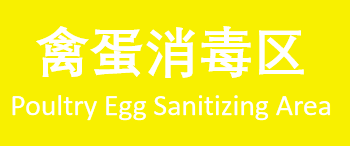 禽蛋消毒区
Poultry Egg Sanitizing Area